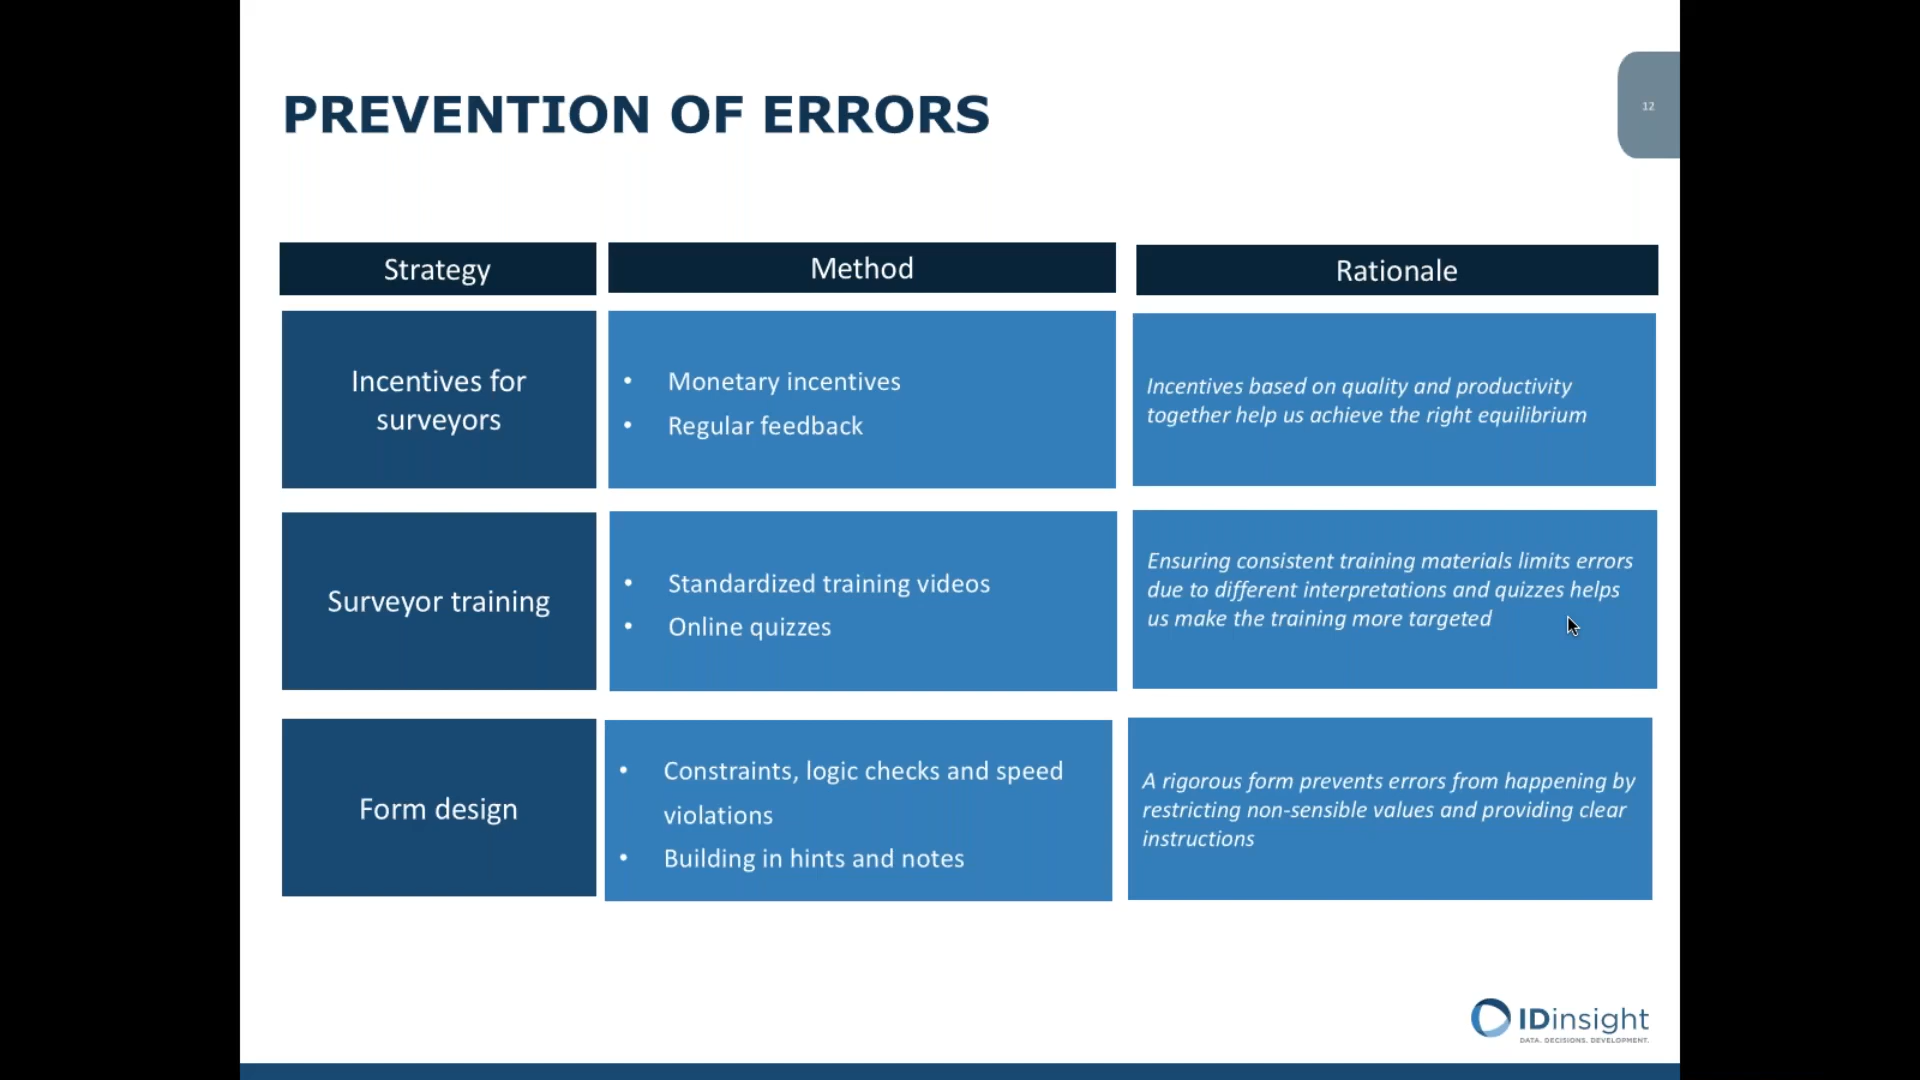 PREVENTION OF ERRORS
12
Strategy
Method
Rationale
Incentives for
surveyors
• Monetary incentives
• Regular feedback
Incentives based on quality and productivity
together help us achieve the right equilibrium
Surveyor training
• Standardized training videos
• Online quizzes
Ensuring consistent training materials limits errors
due to different interpretations and quizzes helps
us make the training more targeted
Form design
• Constraints, logic checks and speed
violations
• Building in hints and notes
A rigorous form prevents errors from happening by
restricting non-sensible values and providing clear
instructions
IDinsight
DATA. DECISIONS. DEVELOPMENT.